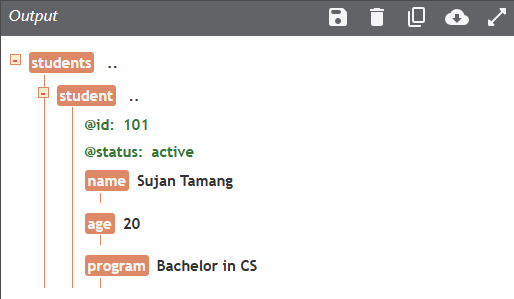 Output
- students ..
- student ..
@id: 101
@status: active
name Sujan Tamang
age 20
program Bachelor in CS